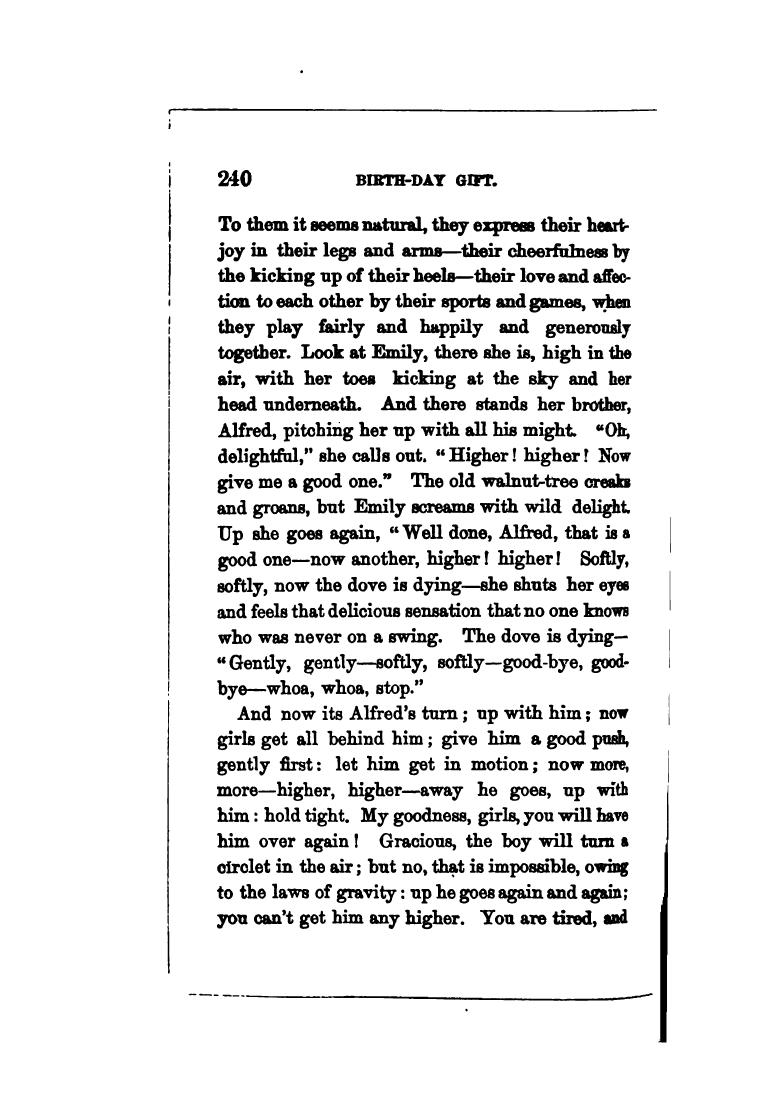 240 BIRTH-DAY GIFT.
To them it seems natural, they express their heart-
joy in their legs and arms—their cheerfulness by
the kicking up of their heels—their love and affec-
tion to each other by their sports and games, when
they play fairly and happily and generously
together. Look at Emily, there she is, high in the
air, with her toes kicking at the sky and her
head underneath. And there stands her brother,
Alfred, pitching her up with all his might. "Oh,
delightful," she calls out. "Higher! higher! Now
give me a good one." The old walnut-tree creaks
and groans, but Emily screams with wild delight.
Up she goes again, "Well done, Alfred, that is a
good one—now another, higher! higher! Softly,
softly, now the dove is dying—she shuts her eyes
and feels that delicious sensation that no one knows
who was never on a swing. The dove is dying—
"Gently, gently—softly, softly—good-bye, good-
bye—whoa, whoa, stop."
And now its Alfred's turn; up with him; now
girls get all behind him; give him a good push,
gently first: let him get in motion; now more,
more—higher, higher—away he goes, up with
him: hold tight. My goodness, girls, you will have
him over again! Gracious, the boy will turn a
circlet in the air; but no, that is impossible, owing
to the laws of gravity: up he goes again and again;
you can't get him any higher. You are tired, and